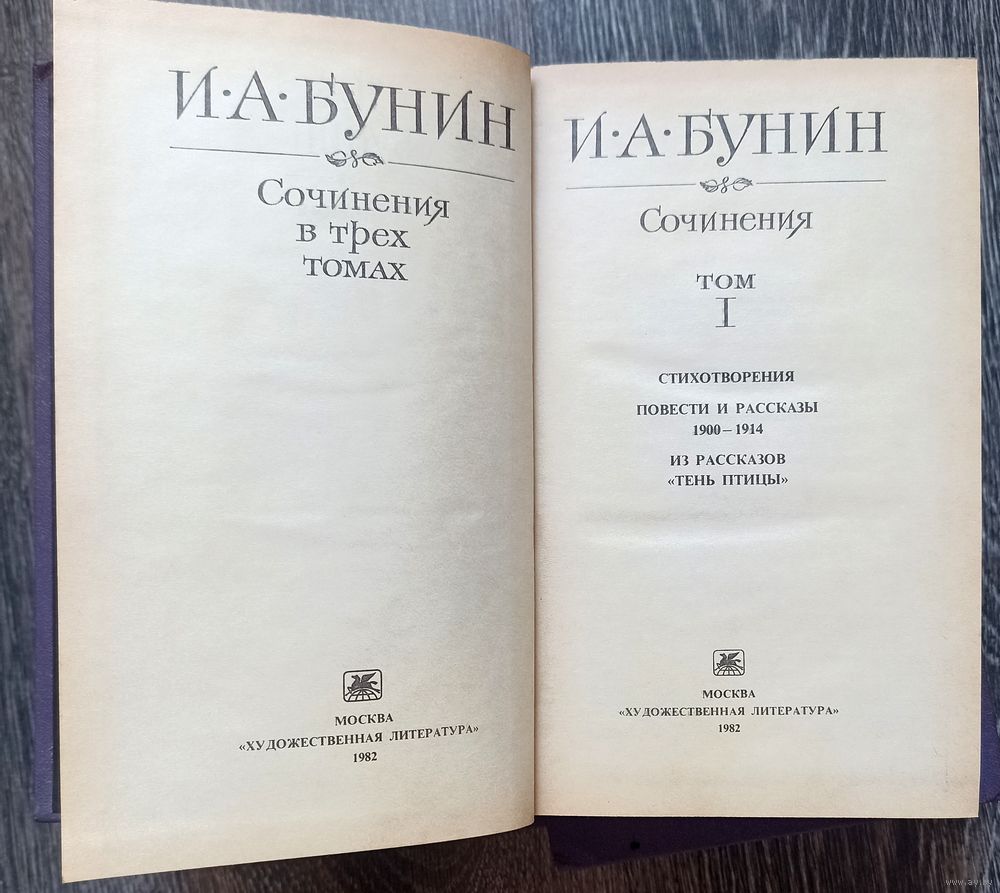 И·А·БУНИН
Сочинения
в трех
томах
МОСКВА
«ХУДОЖЕСТВЕННАЯ ЛИТЕРАТУРА»
1982
И·А·БУНИН
Сочинения
ТОМ
I
СТИХОТВОРЕНИЯ
ПОВЕСТИ И РАССКАЗЫ
1900–1914
ИЗ РАССКАЗОВ
«ТЕНЬ ПТИЦЫ»
МОСКВА
«ХУДОЖЕСТВЕННАЯ ЛИТЕРАТУРА»
1982